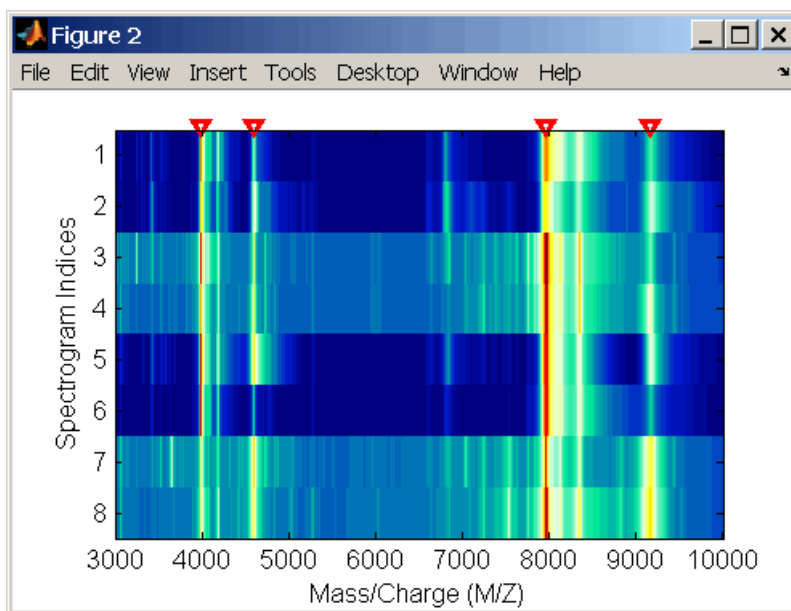 Figure 2
File Edit View Insert Tools Desktop Window Help
1
2
3
4
5
6
7
8
Spectrogram Indices
3000 4000 5000 6000 7000 8000 9000 10000
Mass/Charge (M/Z)